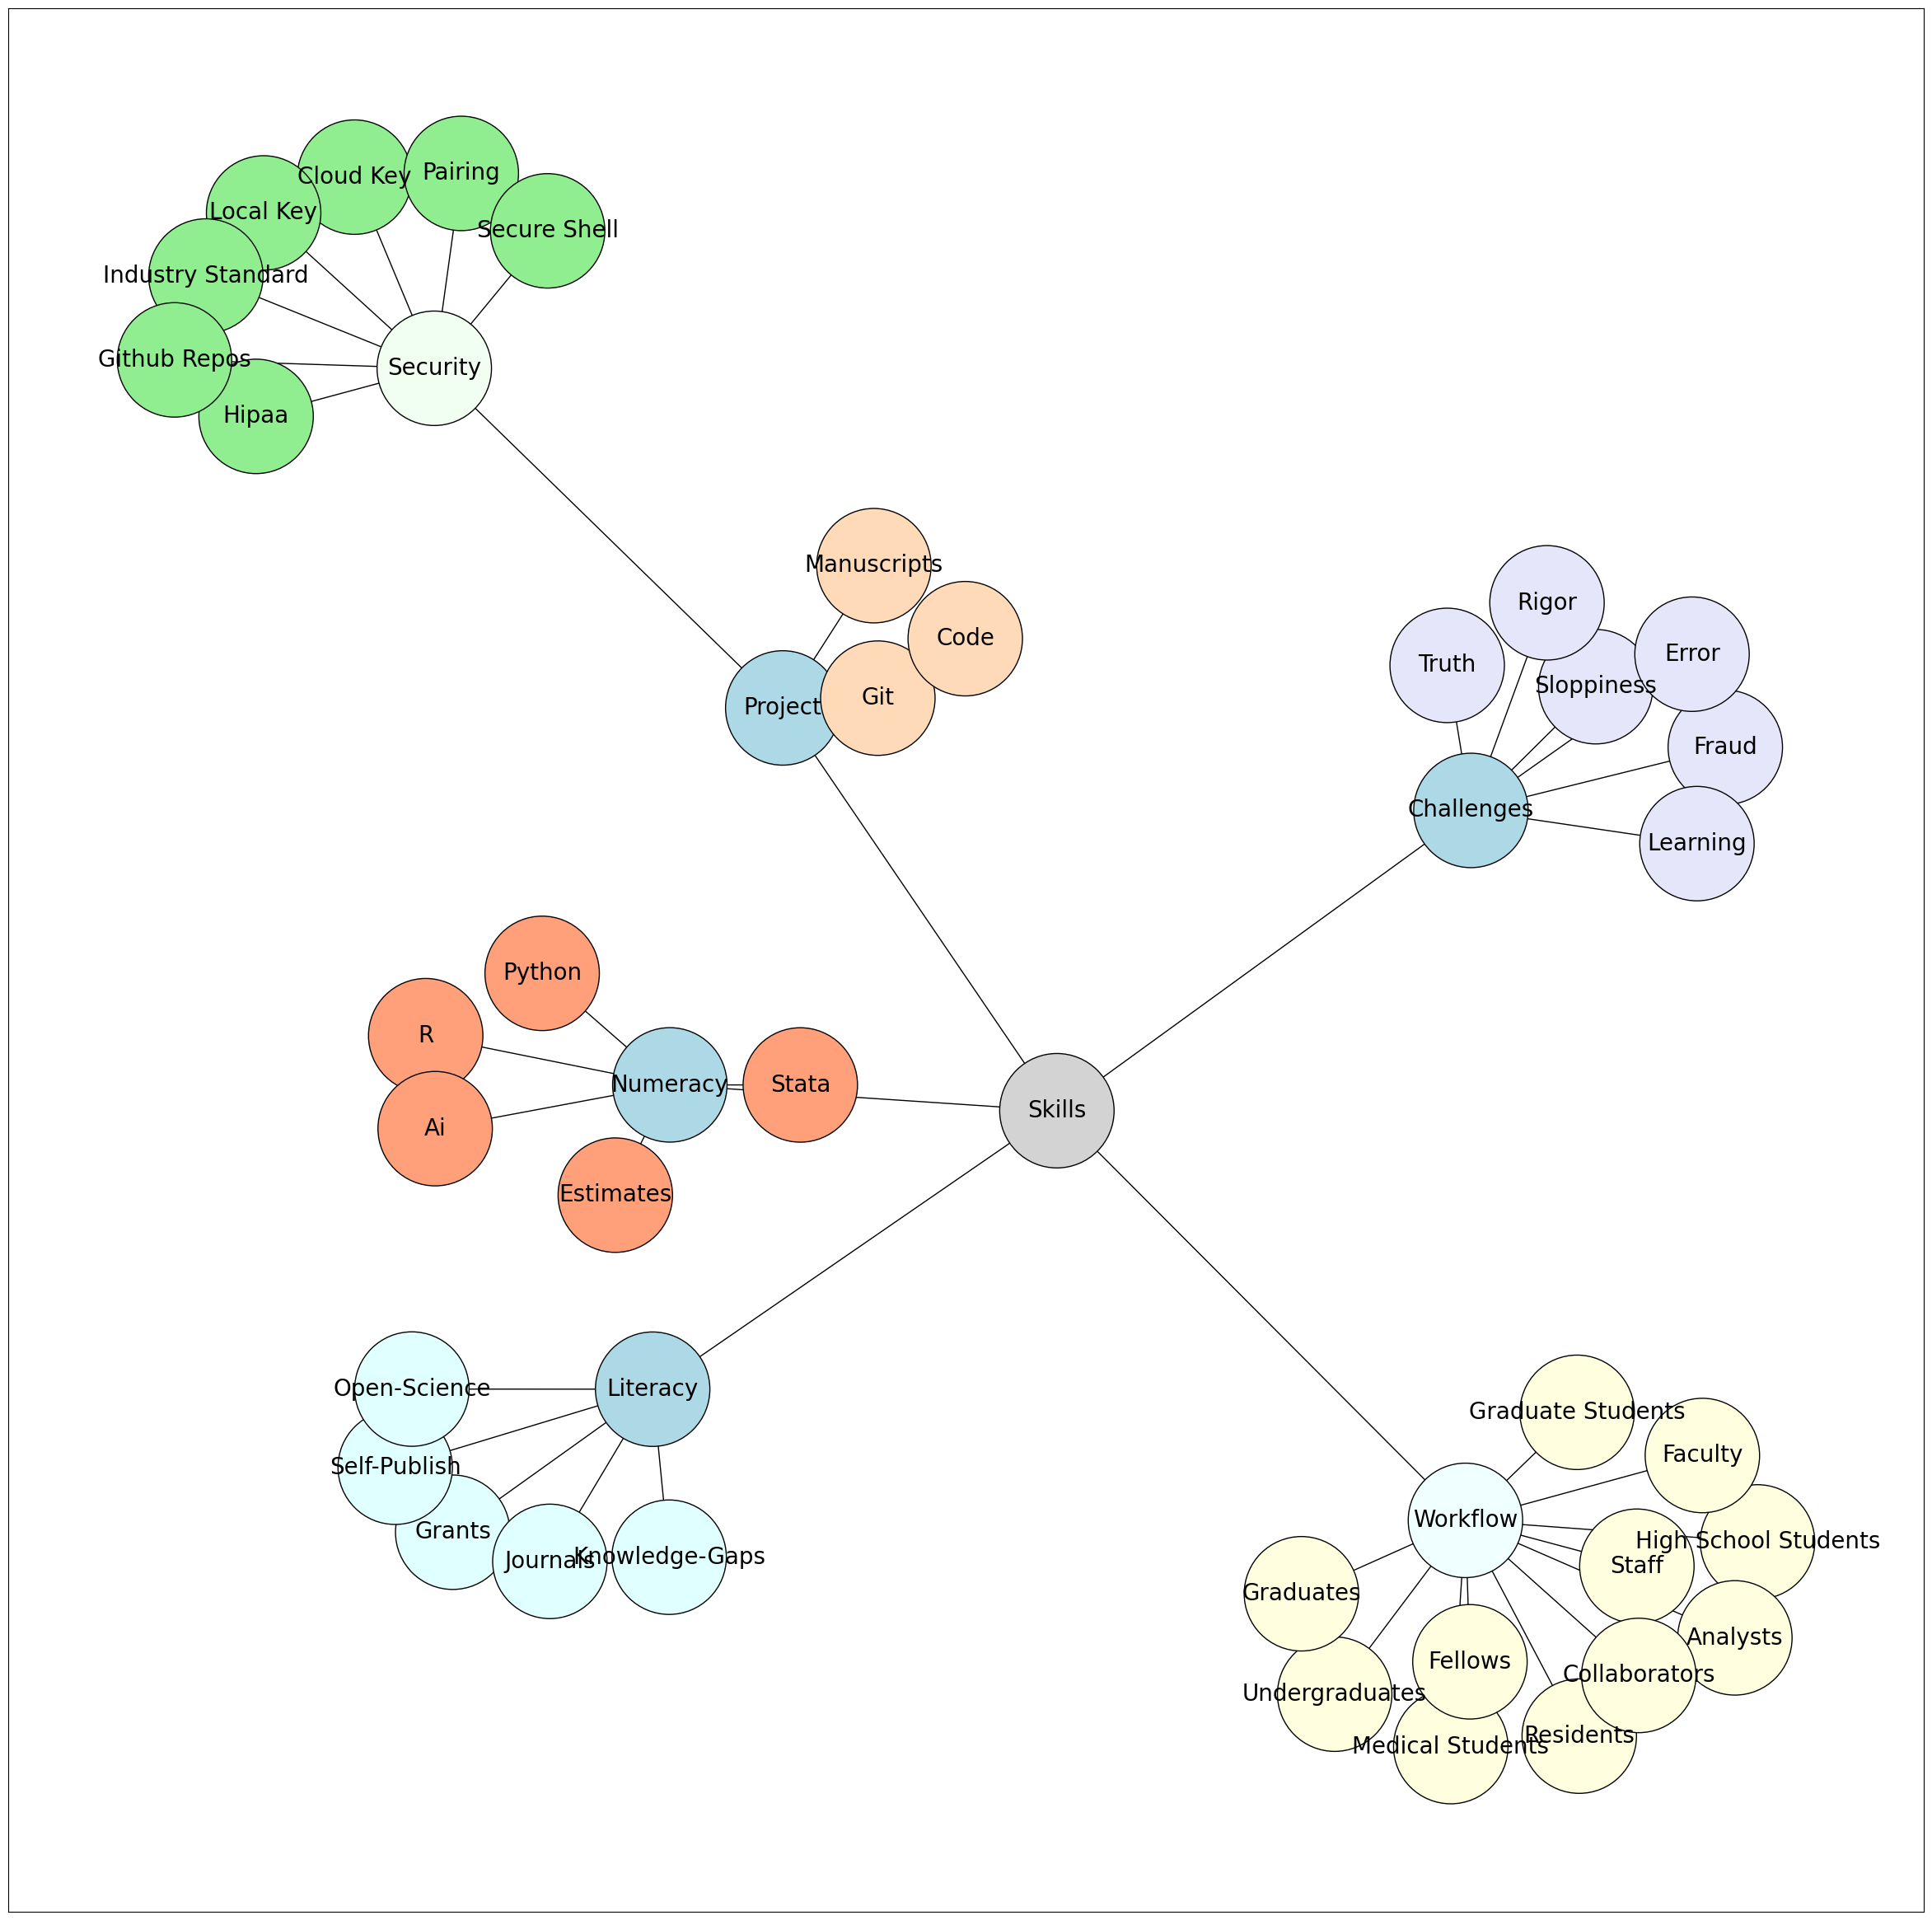 Cloud Key
Pairing
Local Key
Secure Shell
Industry Standard
Github Repos
Security
Hipaa
Manuscripts
Code
Project
Git
Rigor
Error
Truth
Sloppiness
Fraud
Challenges
Learning
Python
R
Numeracy
Stata
Ai
Estimates
Skills
Open-Science
Literacy
Self-Publish
Grants
Journals
Knowledge-Gaps
Graduate Students
Faculty
Workflow
High School Students
Staff
Graduates
Analysts
Fellows
Collaborators
Undergraduates
Residents
Medical Students